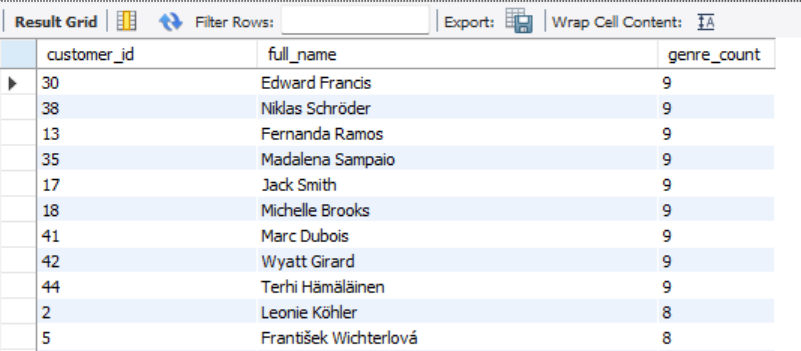 Result Grid Filter Rows: Export: Wrap Cell Content: IA
customer_id full_name genre_count
30 Edward Francis 9
38 Niklas Schröder 9
13 Fernanda Ramos 9
35 Madalena Sampaio 9
17 Jack Smith 9
18 Michelle Brooks 9
41 Marc Dubois 9
42 Wyatt Girard 9
44 Terhi Hämäläinen 9
2 Leonie Köhler 8
5 František Wichterlová 8